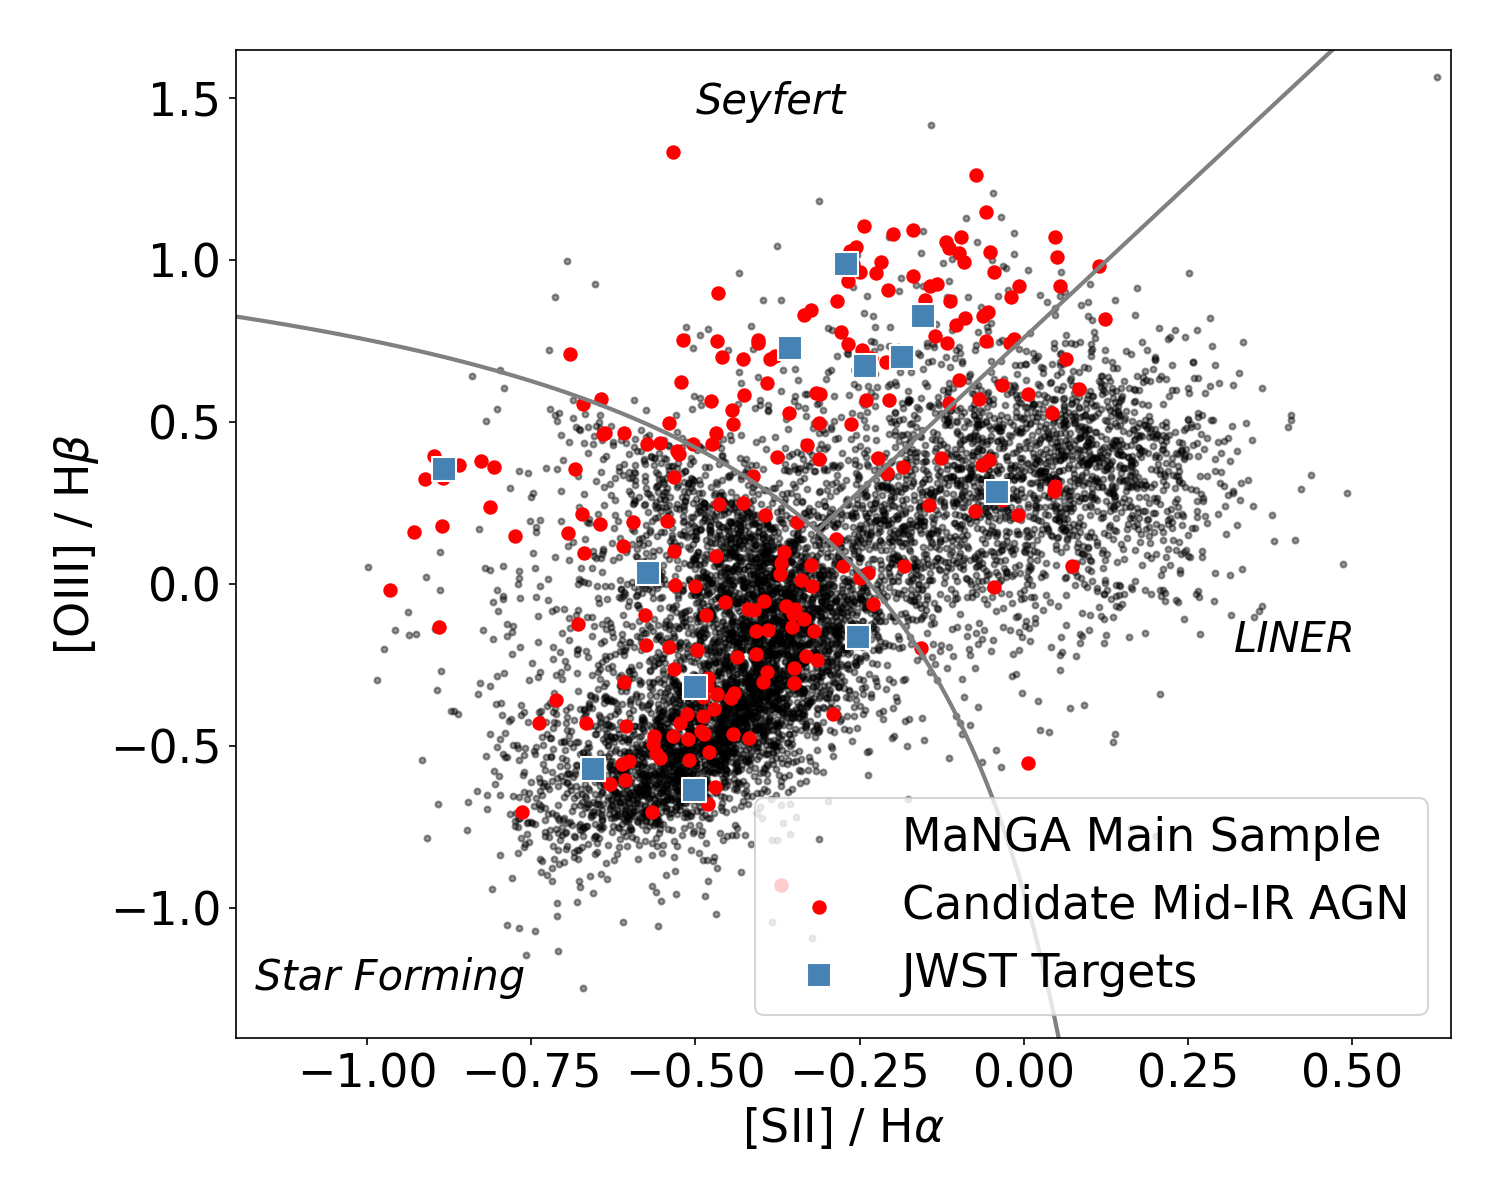 Seyfert
LINER
Star Forming
MaNGA Main Sample
Candidate Mid-IR AGN
JWST Targets
1.5
1.0
0.5
0.0
−0.5
−1.0
[OIII] / Hβ
−1.00 −0.75 −0.50 −0.25 0.00 0.25 0.50
[SII] / Hα